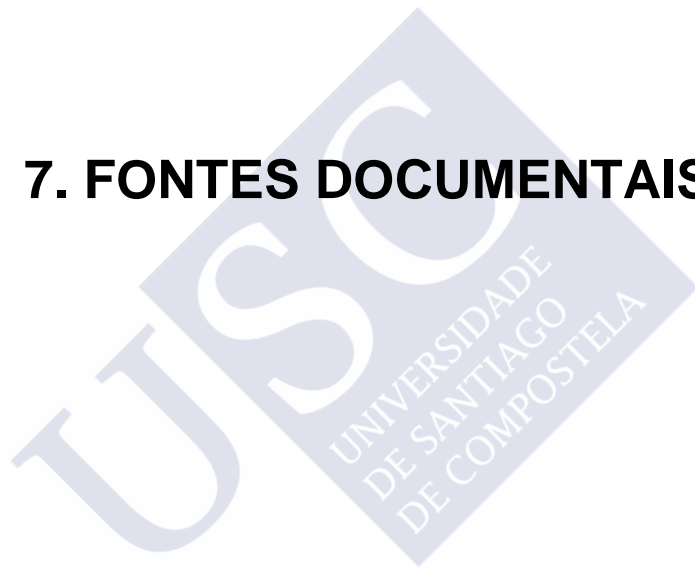 7. FONTES DOCUMENTAIS
USC
UNIVERSIDADE
DE SANTIAGO
DE COMPOSTELA